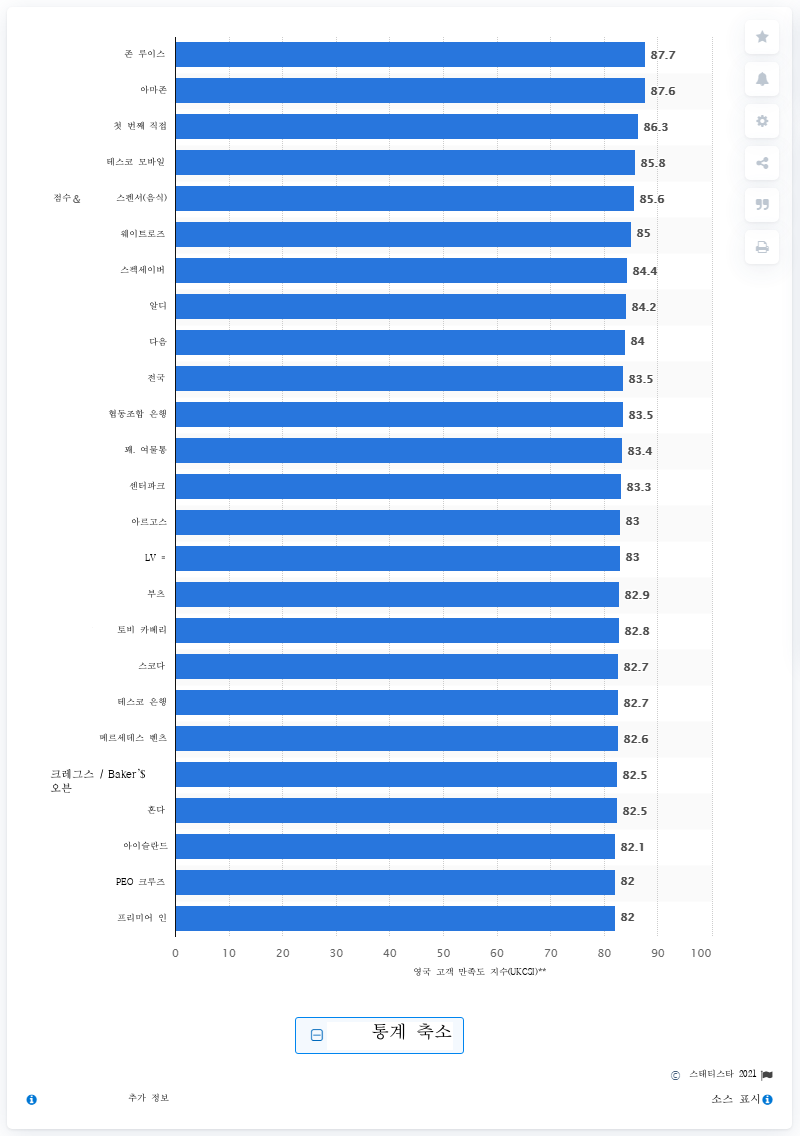 존 루이스 87.7
아마존 87.6
첫 번째 직접 86.3
테스코 모바일 85.8
점수& 스펜서(음식) 85.6
웨이트로즈 85
스팩세이버 84.4
알디 84.2
다음 84
전국 83.5
협동조합 은행 83.5
꽤. 여물통 83.4
센터파크 83.3
아르고스 83
LV = 83
부츠 82.9
토비 카베리 82.8
스코다 82.7
테스코 은행 82.7
메르세데스 벤츠 82.6
크레그스 / Baker'S 82.5
오븐
혼다 82.5
아이슬란드 82.1
PEO 크루즈 82
프리미어 인 82
0 10 20 30 40 50 60 70 80 90 100
영국 고객 만족도 지수(UKCSI)**
통계 축소
© 스태티스타 2021
추가 정보 소스 표시